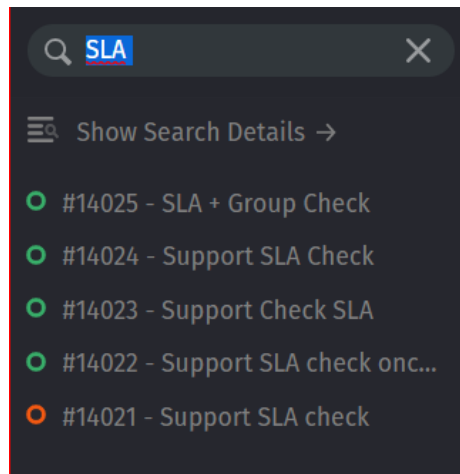 SLA
Show Search Details →
#14025 - SLA + Group Check
#14024 - Support SLA Check
#14023 - Support Check SLA
#14022 - Support SLA check onc...
#14021 - Support SLA check